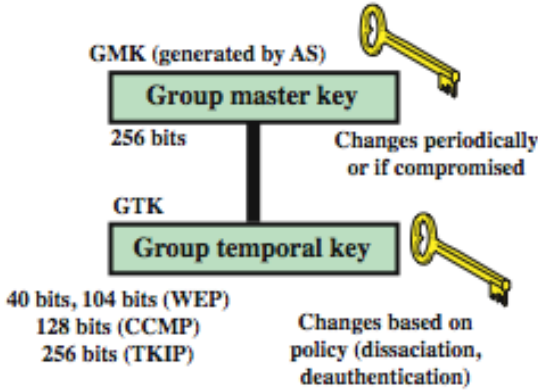 GMK (generated by AS)
Group master key
256 bits
Changes periodically
or if compromised
GTK
Group temporal key
40 bits, 104 bits (WEP)
128 bits (CCMP)
256 bits (TKIP)
Changes based on
policy (dissaciation,
deauthentication)